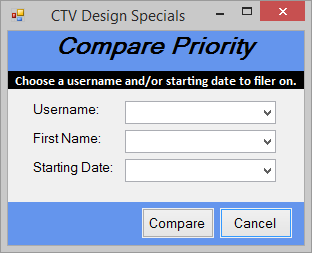 CTV Design Specials
Compare Priority
Choose a username and/or starting date to filer on.
Username:
First Name:
Starting Date:
Compare Cancel